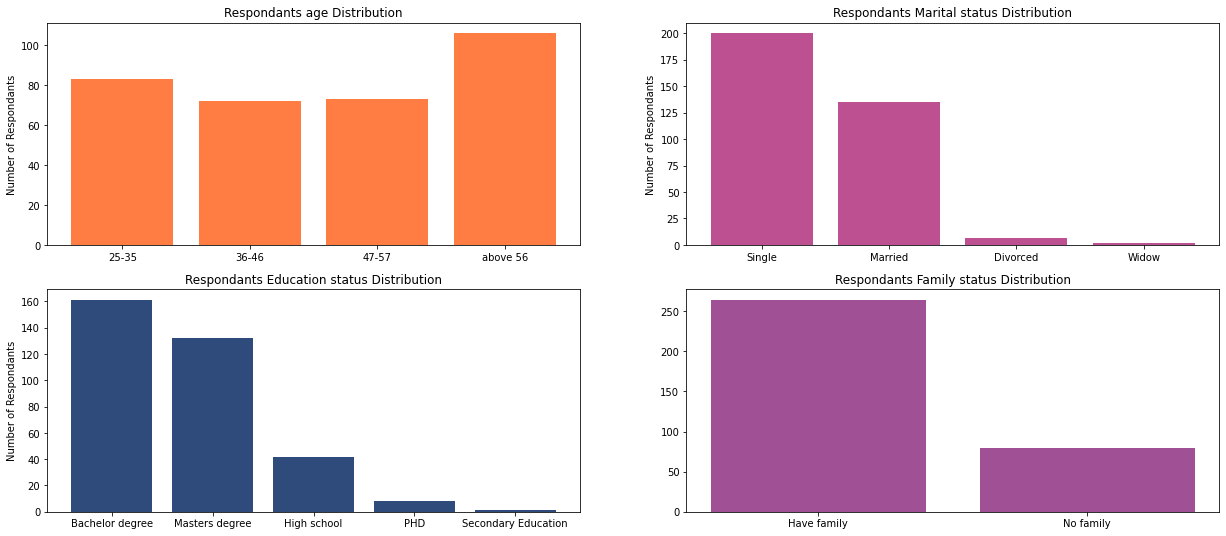 Respondants age Distribution
Number of Respondants
100
80
60
40
20
0
25-35 36-46 47-57 above 56
Respondants Marital status Distribution
Number of Respondants
200
175
150
125
100
75
50
25
0
Single Married Divorced Widow
Respondants Education status Distribution
Number of Respondants
160
140
120
100
80
60
40
20
0
Bachelor degree Masters degree High school PHD Secondary Education
Respondants Family status Distribution
250
200
150
100
50
0
Have family No family